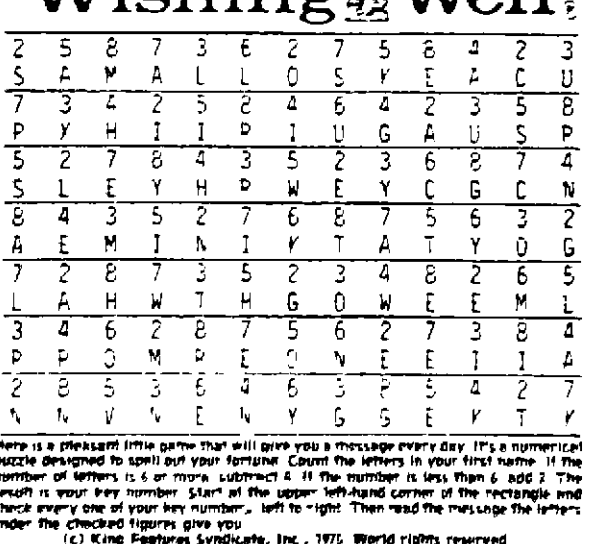 Wishing Well
2 5 8 7 3 6 2 7 5 8 4 2 3
S A M A L L O S K E A C U
7 3 4 2 5 8 4 6 4 2 3 5 8
P X H I I R I U G A U S R
5 2 7 8 4 3 5 2 3 6 8 7 4
S L E Y H R W E Y C G C N
8 4 3 5 2 7 6 8 7 5 6 3 2
A E M I N I K T A T Y O G
7 2 8 7 3 5 2 3 4 8 2 6 5
L A H W T H G O W E E M L
3 4 6 2 8 7 5 6 2 7 3 8 4
R R O M R E O N E E I I A
2 8 5 3 6 4 6 3 8 5 4 2 7
N N V N E N Y G G E K T K
Here is a pleasant little game that will give you a message every day. It's a numerical
puzzle designed to spell out your fortune. Count the letters in your first name. If the
number of letters is 6 or more, subtract 4. If the number is less than 6, add 3. The
result is your key number. Start at the upper left-hand corner of the rectangle and
check every one of your key numbers, left to right. Then read the message the letters
under the checked figures give you.
(c) King Features Syndicate, Inc., World rights reserved